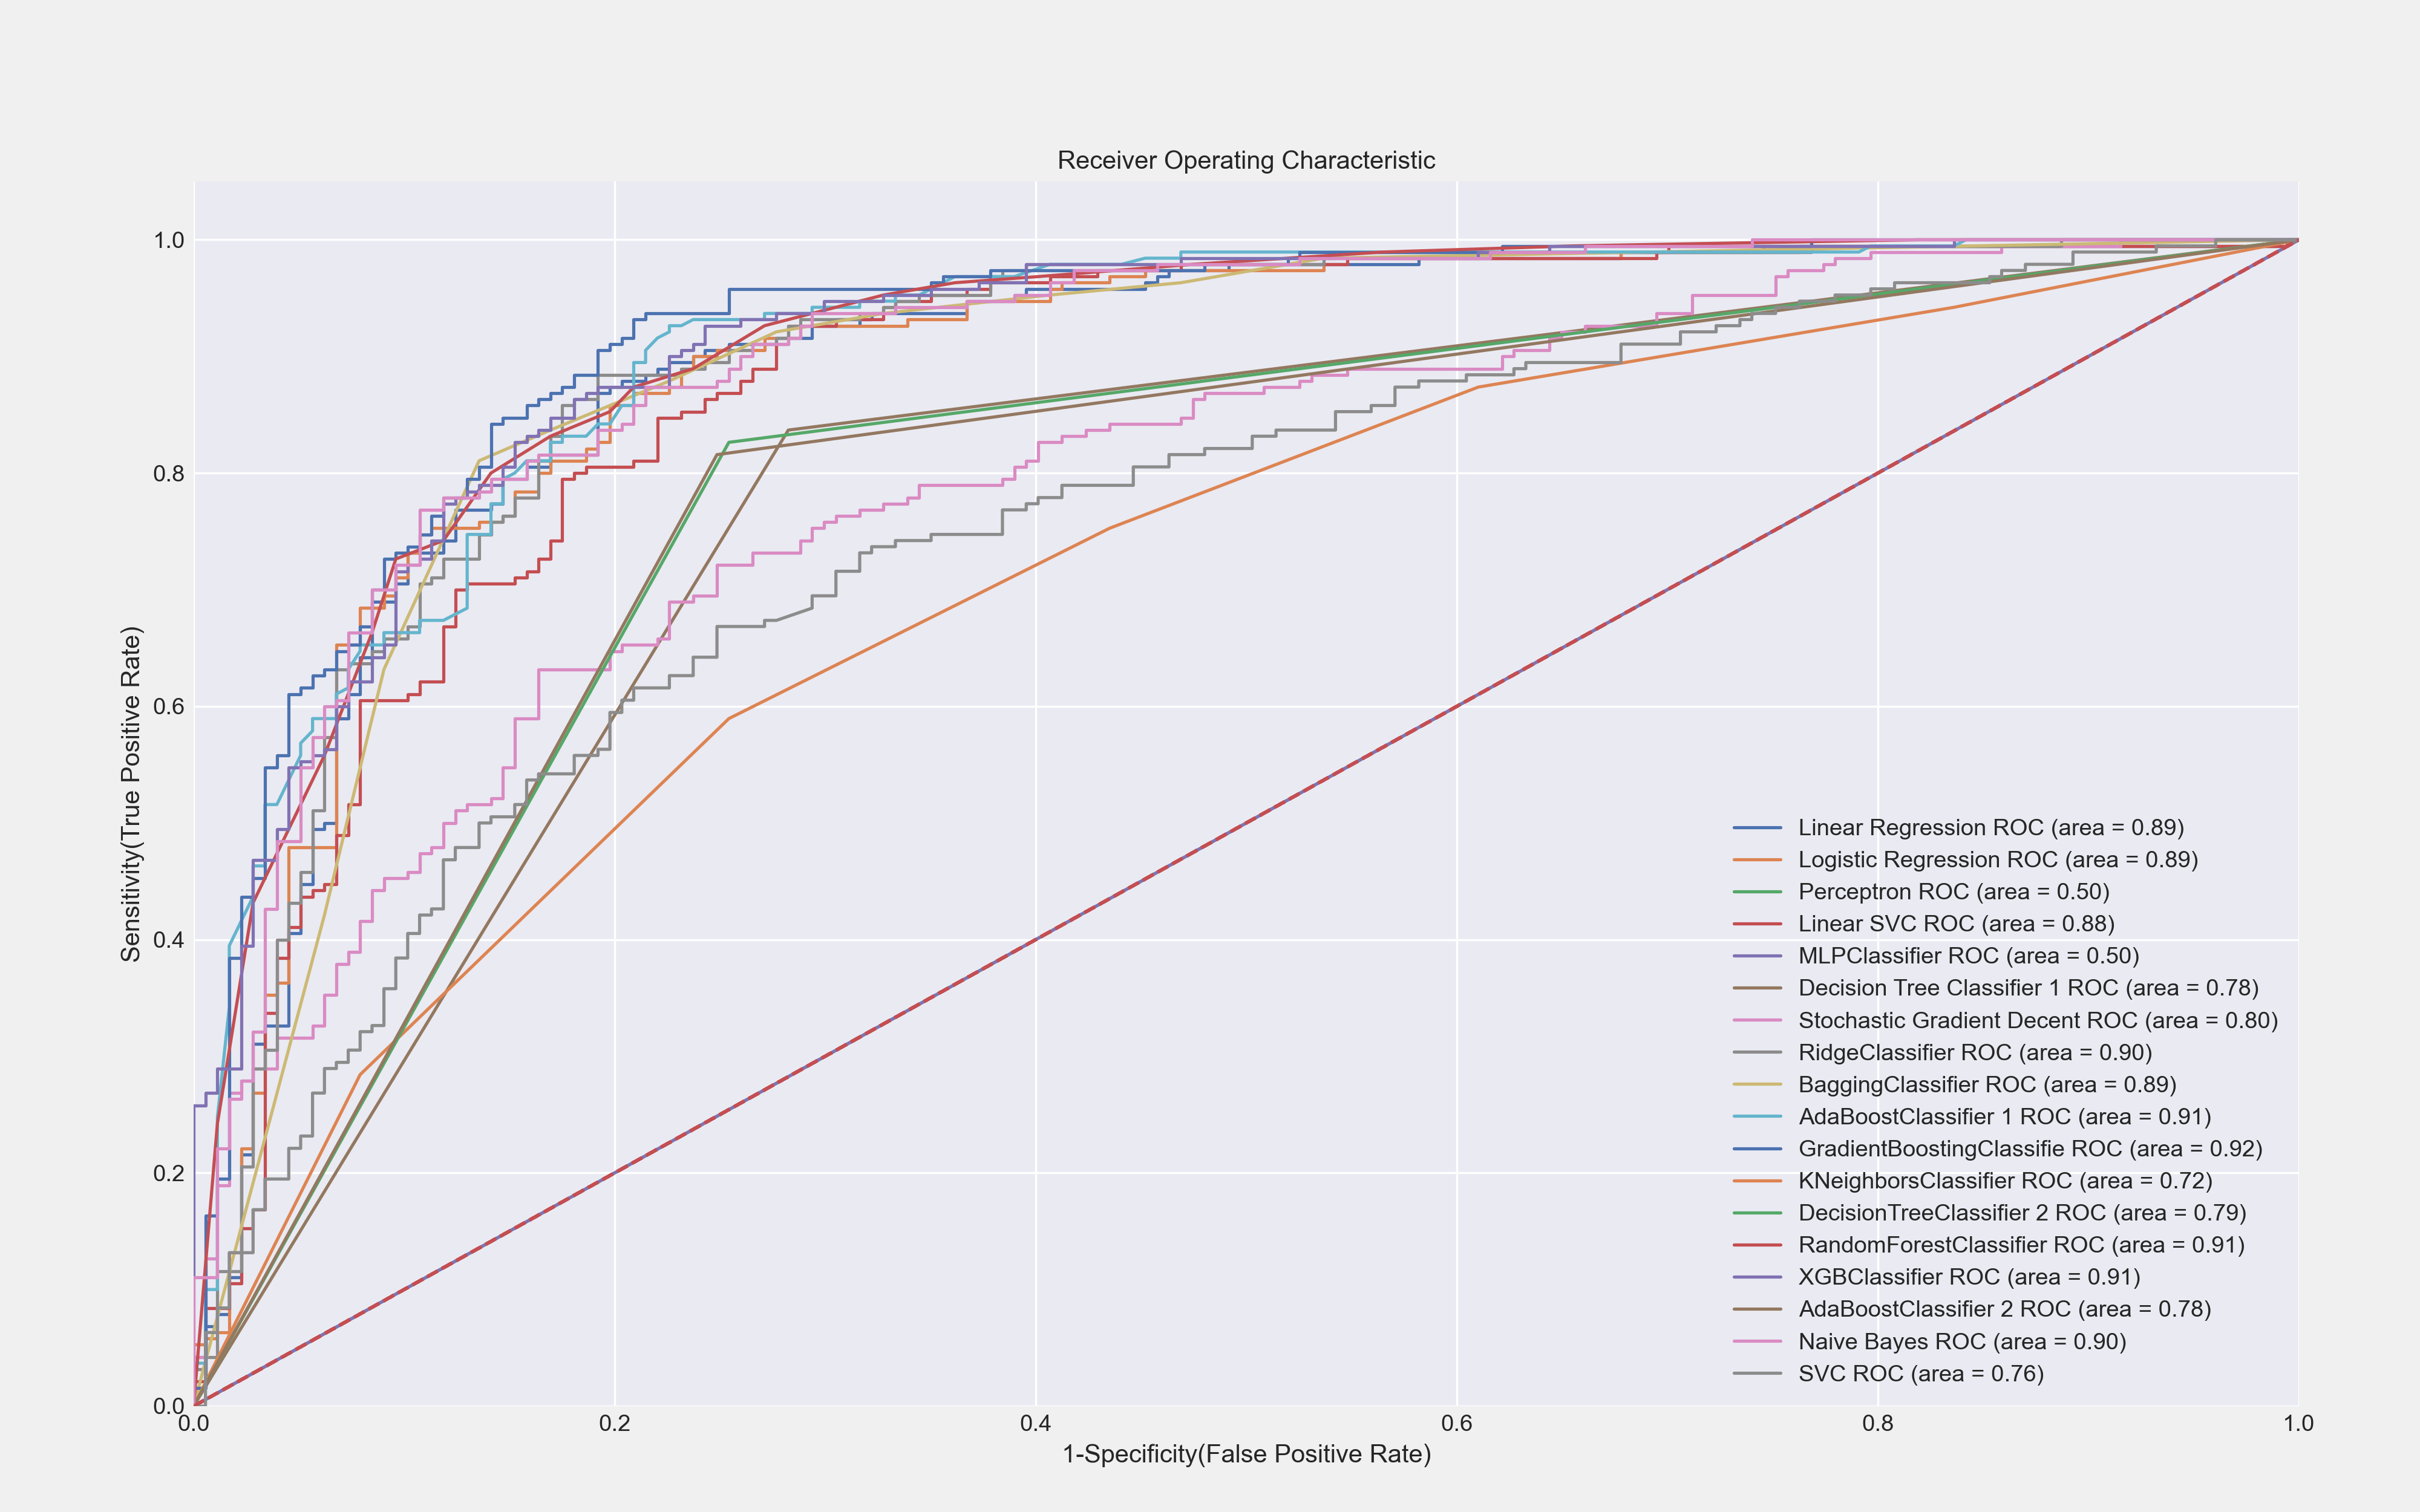 Receiver Operating Characteristic
1.0
0.8
0.6
0.4
0.2
0.0
Sensitivity(True Positive Rate)
Linear Regression ROC (area = 0.89)
Logistic Regression ROC (area = 0.89)
Perceptron ROC (area = 0.50)
Linear SVC ROC (area = 0.88)
MLPClassifier ROC (area = 0.50)
Decision Tree Classifier 1 ROC (area = 0.78)
Stochastic Gradient Decent ROC (area = 0.80)
RidgeClassifier ROC (area = 0.90)
BaggingClassifier ROC (area = 0.89)
AdaBoostClassifier 1 ROC (area = 0.91)
GradientBoostingClassifie ROC (area = 0.92)
KNeighborsClassifier ROC (area = 0.72)
DecisionTreeClassifier 2 ROC (area = 0.79)
RandomForestClassifier ROC (area = 0.91)
XGBClassifier ROC (area = 0.91)
AdaBoostClassifier 2 ROC (area = 0.78)
Naive Bayes ROC (area = 0.90)
SVC ROC (area = 0.76)
0.0 0.2 0.4 0.6 0.8 1.0
1-Specificity(False Positive Rate)